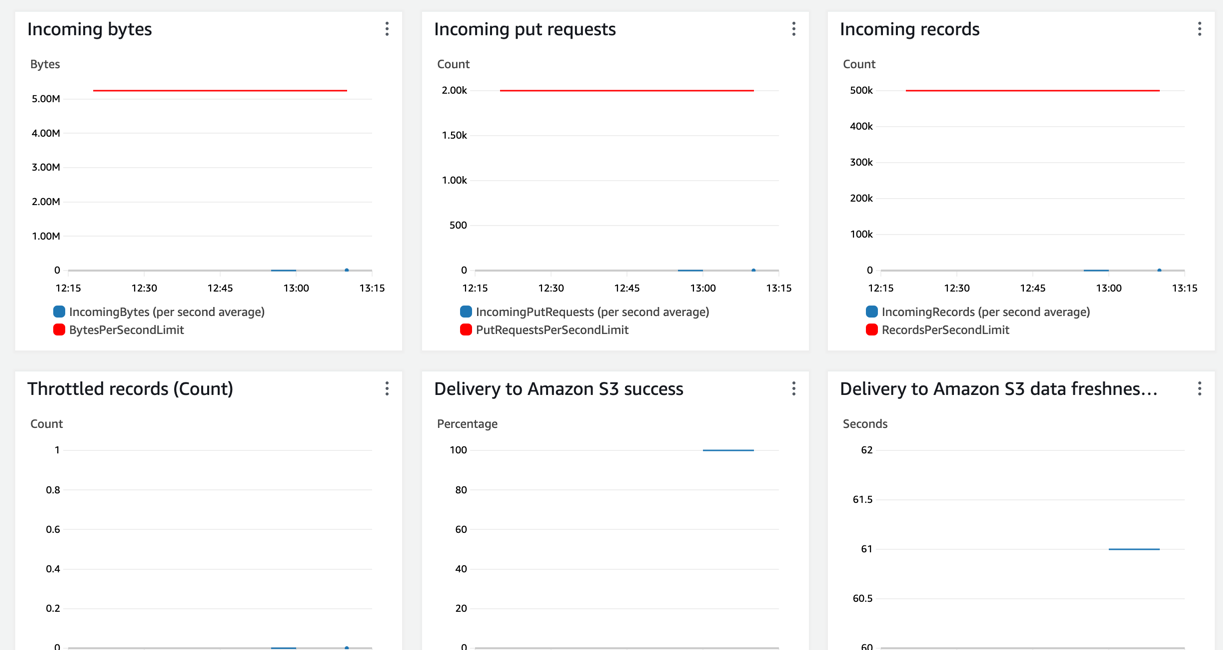 Incoming bytes
Bytes
5.00M
4.00M
3.00M
2.00M
1.00M
0
12:15 12:30 12:45 13:00 13:15
IncomingBytes (per second average)
BytesPerSecondLimit
Incoming put requests
Count
2.00k
1.50k
1.00k
500
0
12:15 12:30 12:45 13:00 13:15
IncomingPutRequests (per second average)
PutRequestsPerSecondLimit
Incoming records
Count
500k
400k
300k
200k
100k
0
12:15 12:30 12:45 13:00 13:15
IncomingRecords (per second average)
RecordsPerSecondLimit
Throttled records (Count)
Count
1
0.8
0.6
0.4
0.2
0
Delivery to Amazon S3 success
Percentage
100
80
60
40
20
0
Delivery to Amazon S3 data freshnes...
Seconds
62
61.5
61
60.5
60